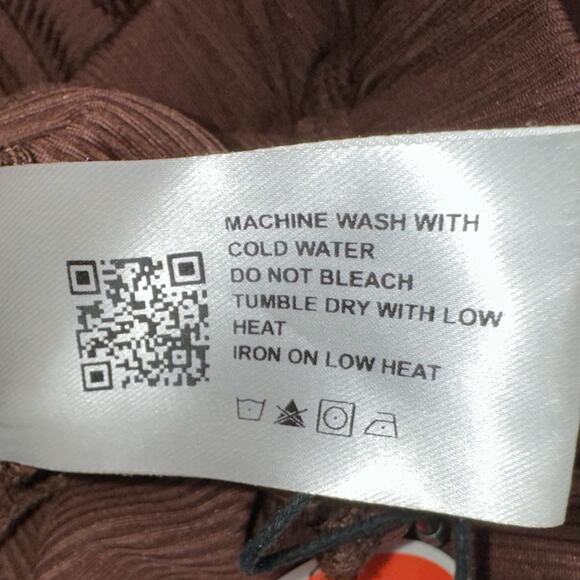 MACHINE WASH WITH
COLD WATER
DO NOT BLEACH
TUMBLE DRY WITH LOW
HEAT
IRON ON LOW HEAT